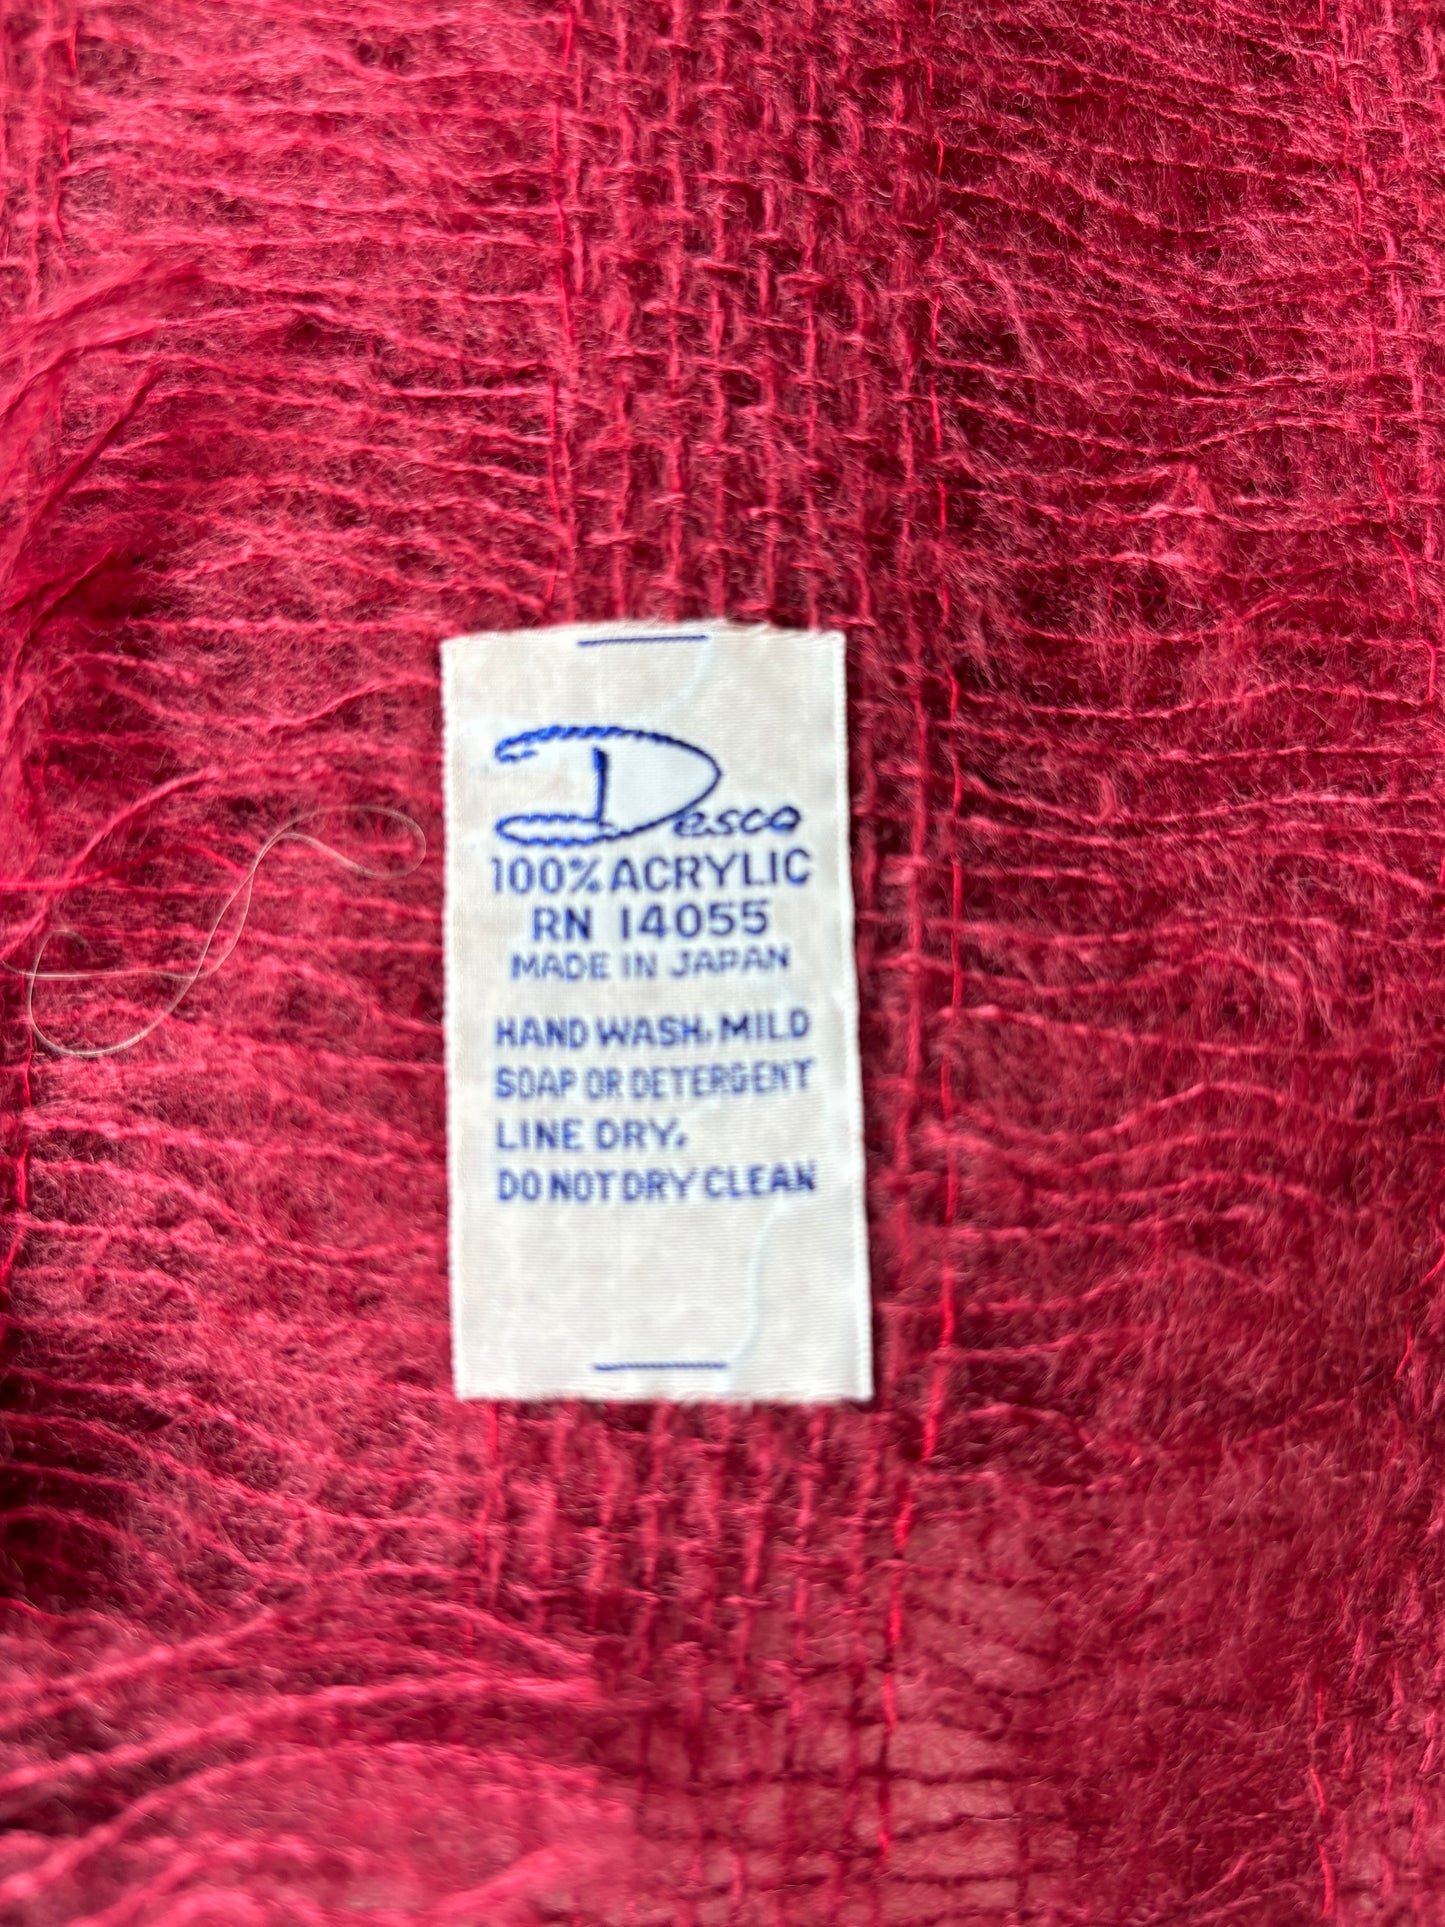 Desco
100% ACRYLIC
RN 14055
MADE IN JAPAN
HAND WASH, MILD
SOAP OR DETERGENT
LINE DRY,
DO NOT DRY CLEAN